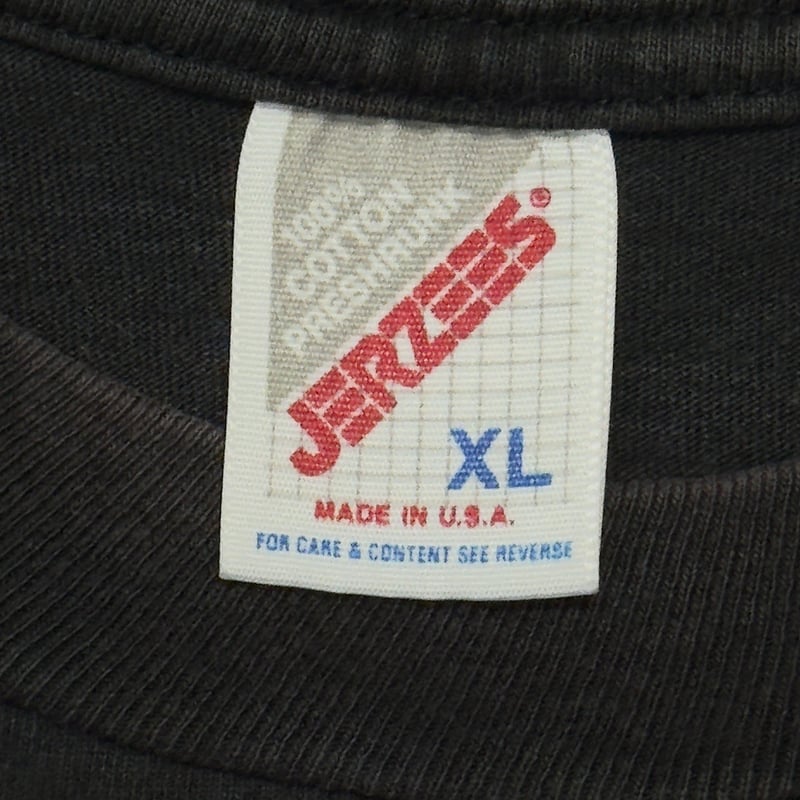 100%
COTTON
PRESHRUNK
JERZEES®
XL
MADE IN U.S.A.
FOR CARE & CONTENT SEE REVERSE